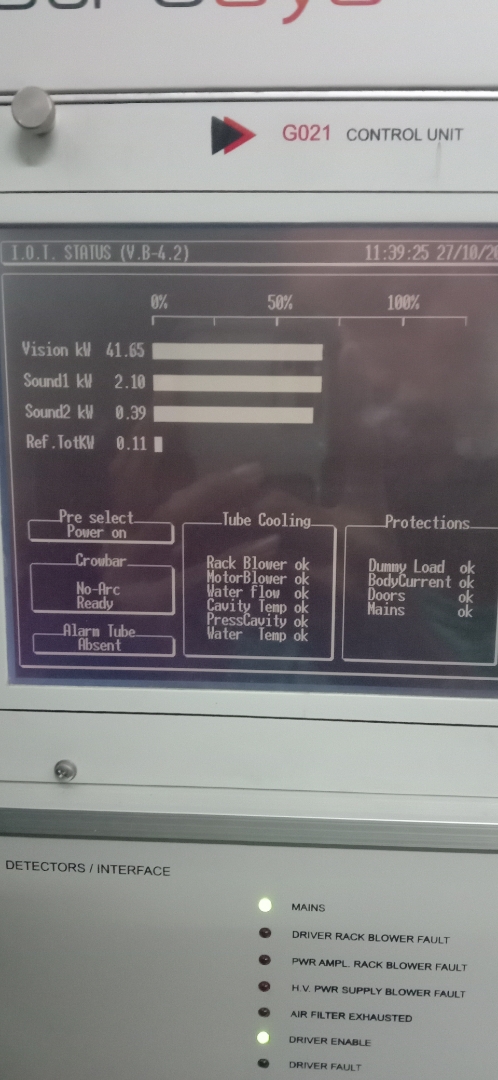 G021 CONTROL UNIT
I.O.T. STATUS (V.B-4.2) 11:39:25 27/10/20
0% 50% 100%
Vision kW 41.65
Sound1 kW 2.10
Sound2 kW 0.39
Ref.TotKW 0.11
Pre select
Power on
Crowbar
No-Arc
Ready
Alarm Tube
Absent
Tube Cooling
Rack Blower ok
MotorBlower ok
Water flow ok
Cavity Temp ok
PressCavity ok
Water Temp ok
Protections
Dummy Load ok
BodyCurrent ok
Doors ok
Mains ok
DETECTORS / INTERFACE
MAINS
DRIVER RACK BLOWER FAULT
PWR AMPL. RACK BLOWER FAULT
H.V. PWR SUPPLY BLOWER FAULT
AIR FILTER EXHAUSTED
DRIVER ENABLE
DRIVER FAULT